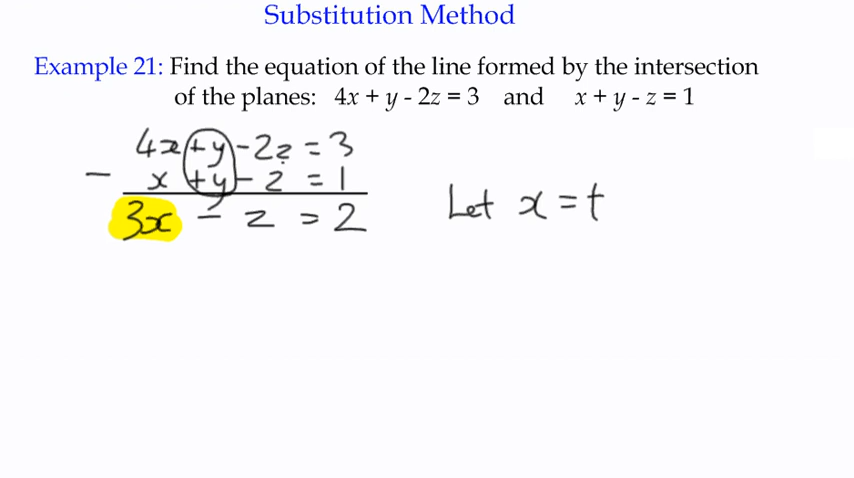 Substitution Method
Example 21: Find the equation of the line formed by the intersection
of the planes: 4x + y - 2z = 3 and x + y - z = 1
4x + y - 2z = 3
- x + y - z = 1
3x - z = 2
Let x = t